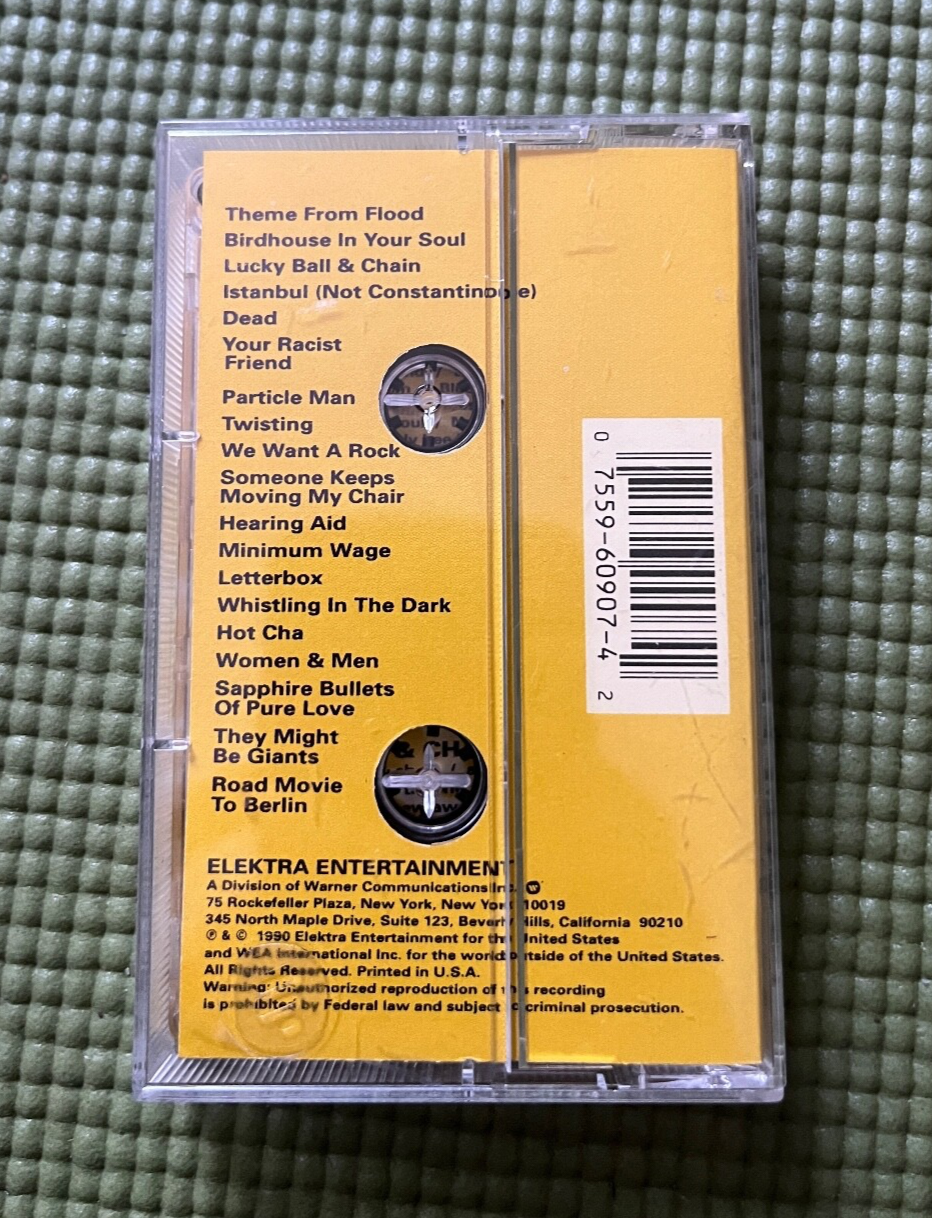 Theme From Flood
Birdhouse In Your Soul
Lucky Ball & Chain
Istanbul (Not Constantinople)
Dead
Your Racist
Friend
Particle Man
Twisting
We Want A Rock
Someone Keeps
Moving My Chair
Hearing Aid
Minimum Wage
Letterbox
Whistling In The Dark
Hot Cha
Women & Men
Sapphire Bullets
Of Pure Love
They Might
Be Giants
Road Movie
To Berlin
ELEKTRA ENTERTAINMENT
A Division of Warner Communications Inc.
75 Rockefeller Plaza, New York, New York 10019
345 North Maple Drive, Suite 123, Beverly Hills, California 90210
℗ & © 1990 Elektra Entertainment for the United States
and WEA International Inc. for the world outside of the United States.
All Rights Reserved. Printed in U.S.A.
Warning: Unauthorized reproduction of this recording
is prohibited by Federal law and subject to criminal prosecution.
0 7559-60907-4 2